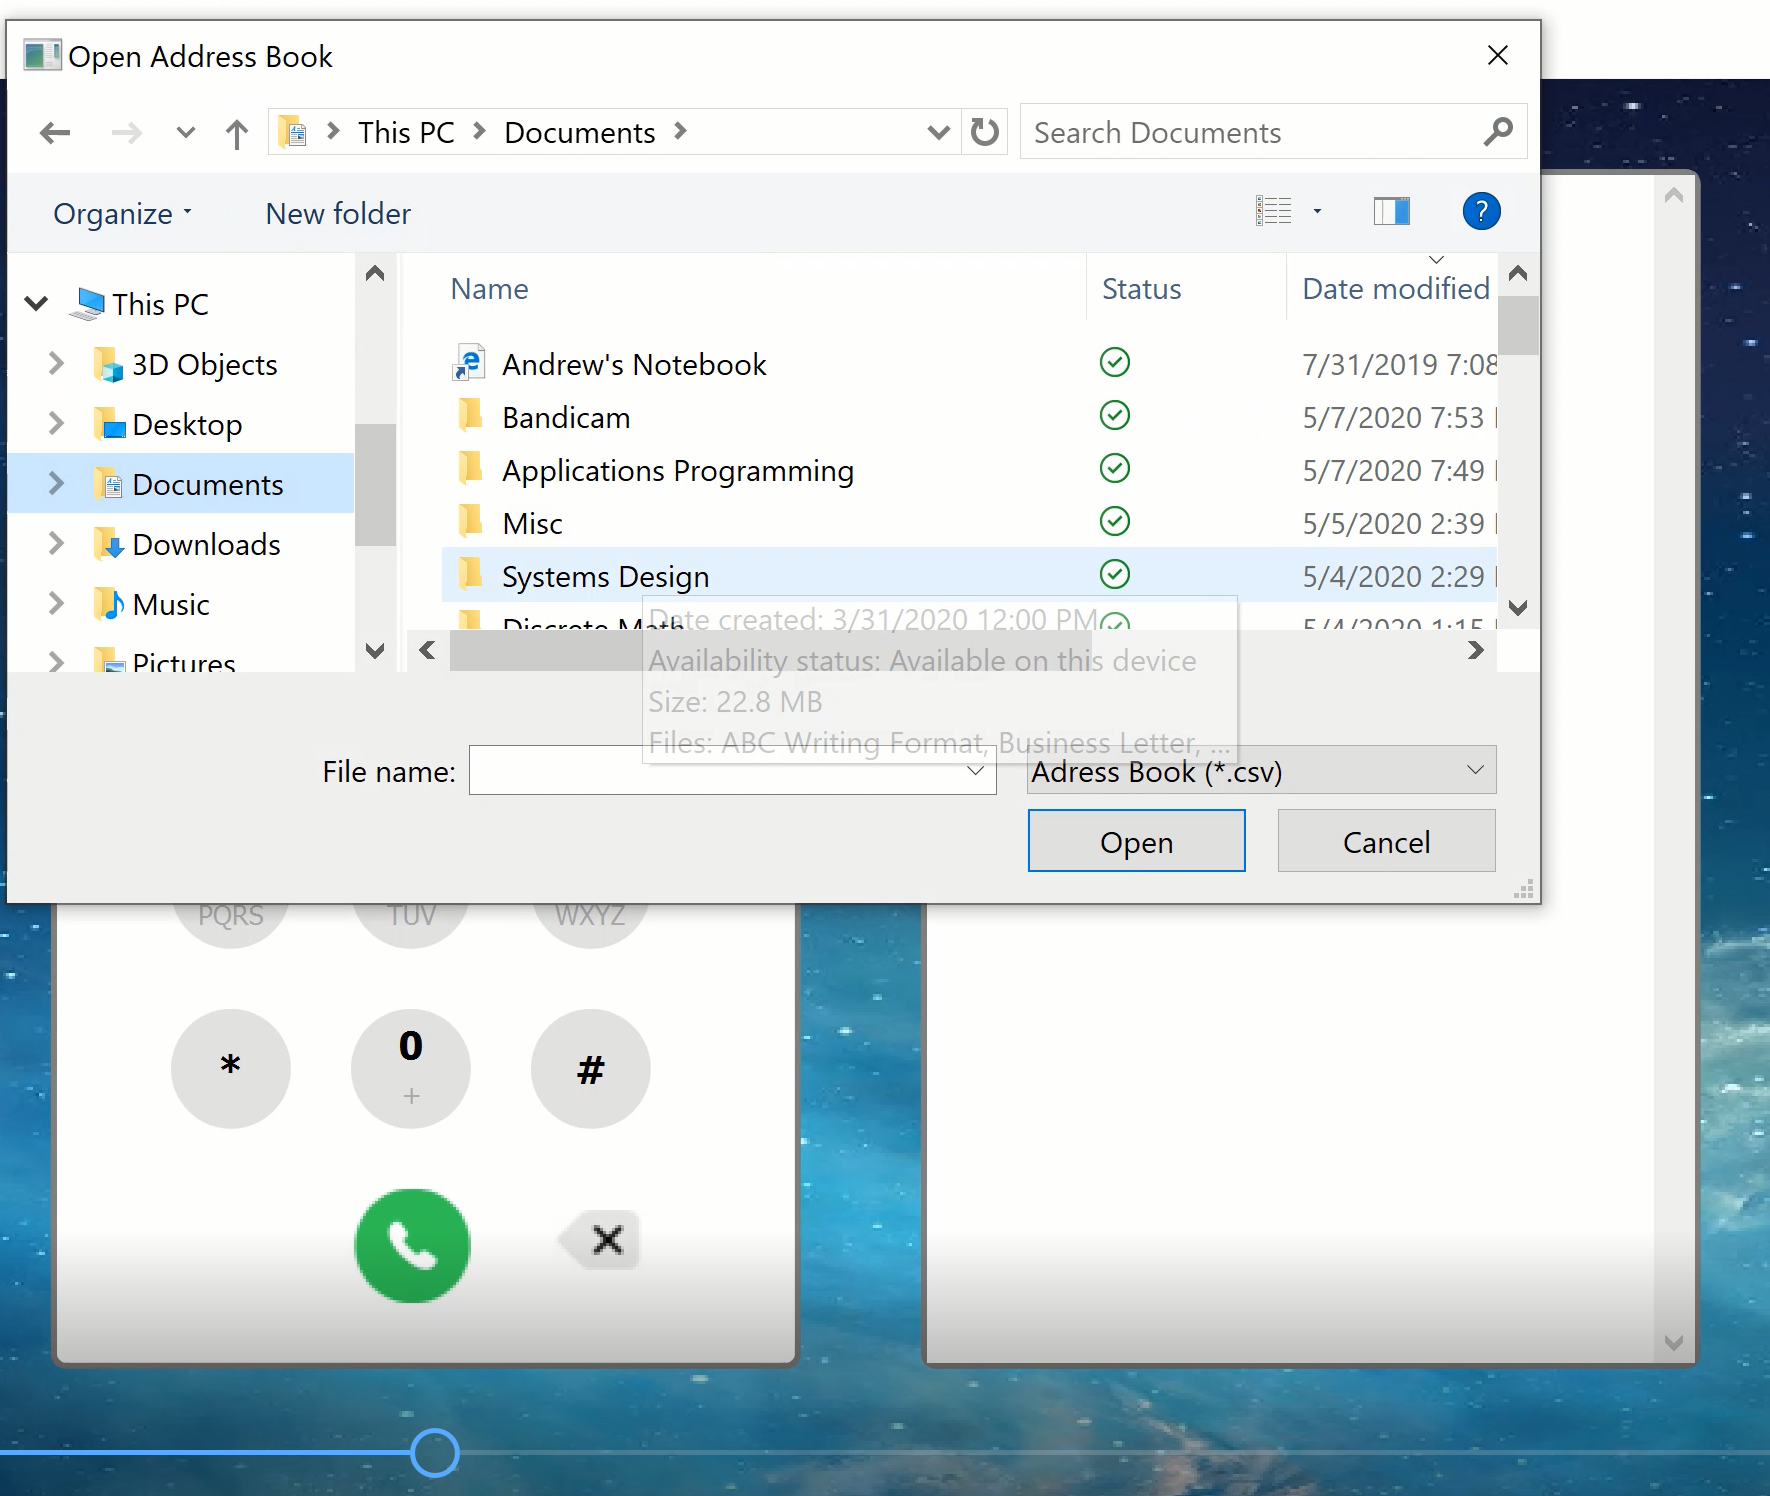 Open Address Book
This PC
Documents
Search Documents
Organize
New folder
?
This PC
3D Objects
Desktop
Documents
Downloads
Music
Pictures
Name Status Date modified
Andrew's Notebook 7/31/2019 7:08
Bandicam 5/7/2020 7:53
Applications Programming 5/7/2020 7:49
Misc 5/5/2020 2:39
Systems Design 5/4/2020 2:29
Discrete Math 5/4/2020 1:15
Date created: 3/31/2020 12:00 PM
Availability status: Available on this device
Size: 22.8 MB
Files: ABC Writing Format, Business Letter, ...
File name:
Adress Book (*.csv)
Open
Cancel
PQRS TUV WXYZ
* 0 #
+